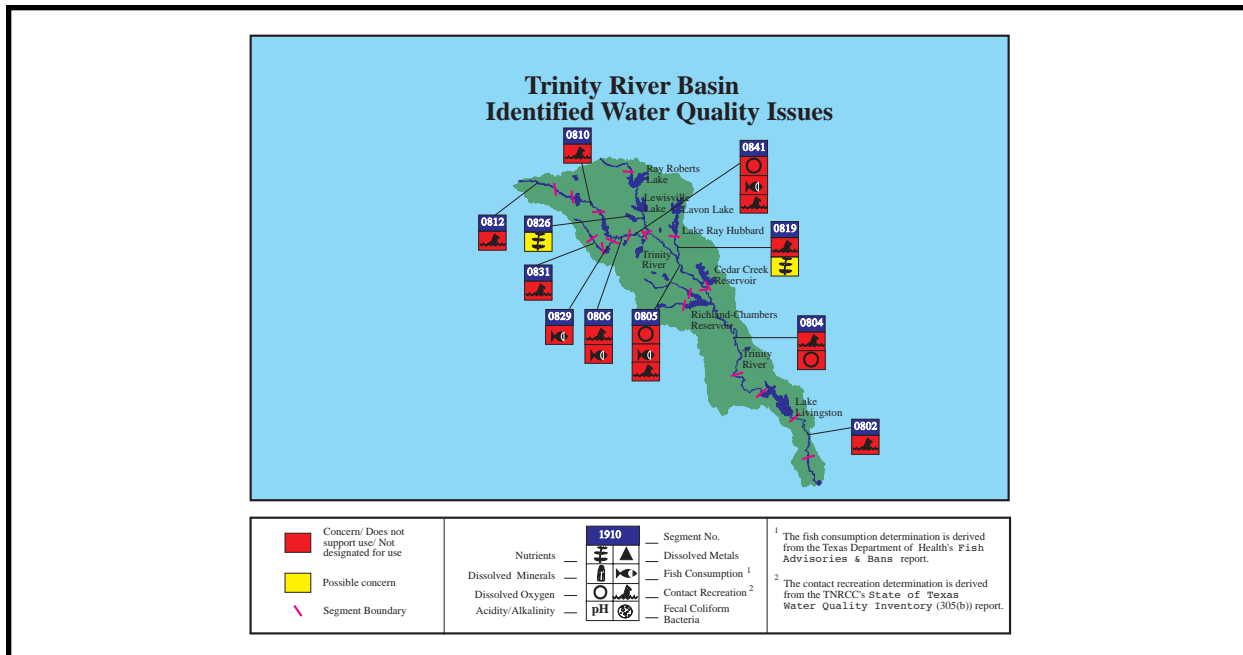 Trinity River Basin
Identified Water Quality Issues
0810
0841
Ray Roberts
Lake
Lewisville
Lake
Lavon Lake
0812
0826
Lake Ray Hubbard
0819
Trinity
River
0831
Cedar Creek
Reservoir
0829
0806
0805
Richland-Chambers
Reservoir
0804
Trinity
River
Lake
Livingston
0802
Concern/ Does not
support use/ Not
designated for use
Possible concern
Segment Boundary
1910
Segment No.
Nutrients
Dissolved Metals
Dissolved Minerals
Fish Consumption 1
Dissolved Oxygen
Contact Recreation 2
Acidity/Alkalinity
pH
Fecal Coliform
Bacteria
1 The fish consumption determination is derived
from the Texas Department of Health's Fish
Advisories & Bans report.
2 The contact recreation determination is derived
from the TNRCC's State of Texas
Water Quality Inventory (305(b)) report.